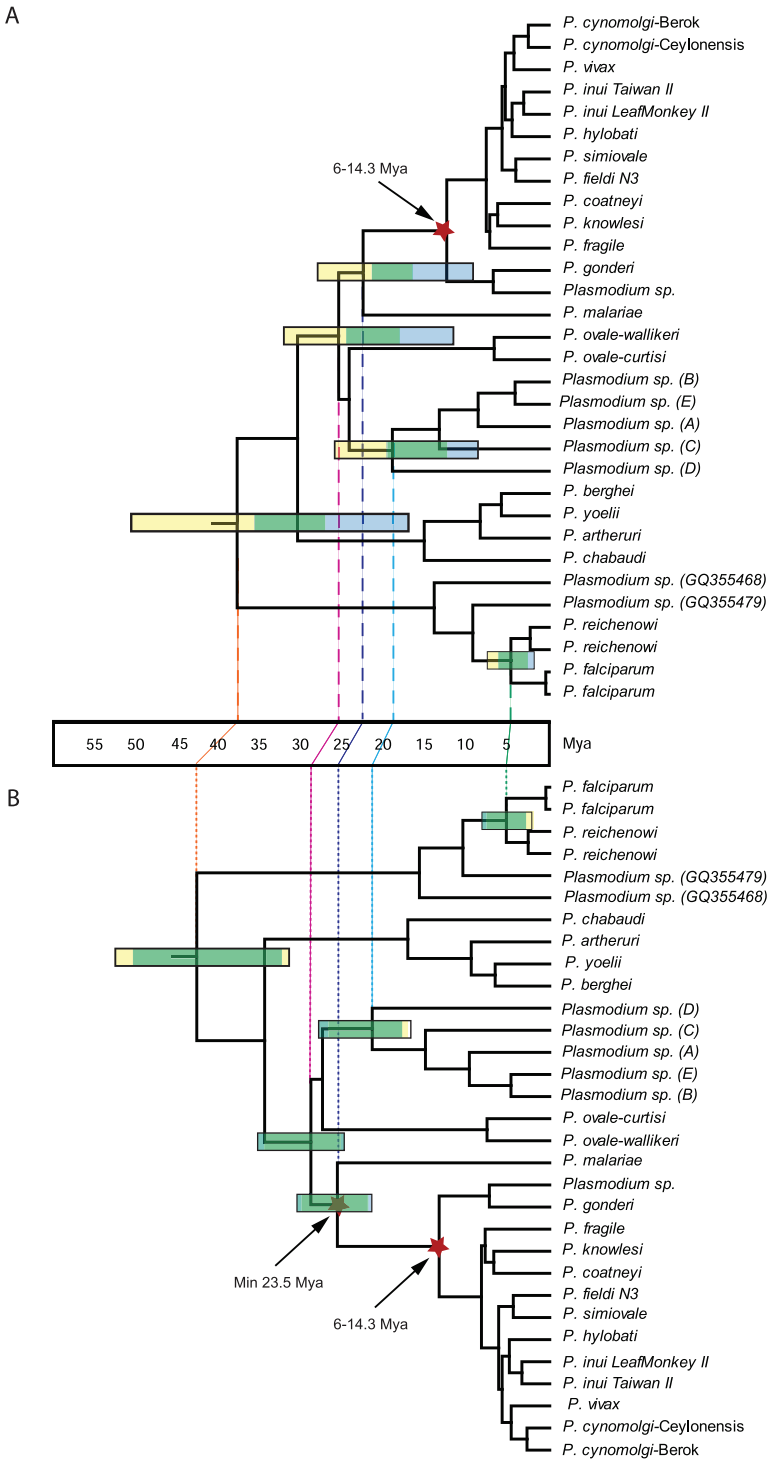 A
P. cynomolgi-Berok
P. cynomolgi-Ceylonensis
P. vivax
P. inui Taiwan II
P. inui LeafMonkey II
P. hylobati
P. simiovale
6-14.3 Mya
P. fieldi N3
P. coatneyi
P. knowlesi
P. fragile
P. gonderi
Plasmodium sp.
P. malariae
P. ovale-wallikeri
P. ovale-curtisi
Plasmodium sp. (B)
Plasmodium sp. (E)
Plasmodium sp. (A)
Plasmodium sp. (C)
Plasmodium sp. (D)
P. berghei
P. yoelii
P. artheruri
P. chabaudi
Plasmodium sp. (GQ355468)
Plasmodium sp. (GQ355479)
P. reichenowi
P. reichenowi
P. falciparum
P. falciparum
55 50 45 40 35 30 25 20 15 10 5 Mya
B
P. falciparum
P. falciparum
P. reichenowi
P. reichenowi
Plasmodium sp. (GQ355479)
Plasmodium sp. (GQ355468)
P. chabaudi
P. artheruri
P. yoelii
P. berghei
Plasmodium sp. (D)
Plasmodium sp. (C)
Plasmodium sp. (A)
Plasmodium sp. (E)
Plasmodium sp. (B)
P. ovale-curtisi
P. ovale-wallikeri
P. malariae
Plasmodium sp.
P. gonderi
P. fragile
P. knowlesi
P. coatneyi
Min 23.5 Mya
P. fieldi N3
P. simiovale
6-14.3 Mya
P. hylobati
P. inui LeafMonkey II
P. inui Taiwan II
P. vivax
P. cynomolgi-Ceylonensis
P. cynomolgi-Berok